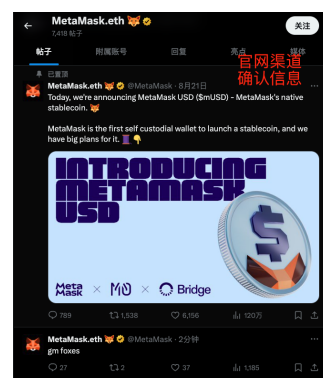 MetaMask.eth
7,418 帖子
关注
帖子
附属账号
回复
亮点
媒体
官网渠道
确认信息
已置顶
MetaMask.eth @MetaMask · 8月21日
Today, we're announcing MetaMask USD ($mUSD) - MetaMask's native
stablecoin.
MetaMask is the first self custodial wallet to launch a stablecoin, and we
have big plans for it.
INTRODUCING
METAMASK
USD
Meta
Mask × M0 × Bridge
789 1,538 6,156 120万
MetaMask.eth @MetaMask · 2分钟
gm foxes
27 2 37 1,185